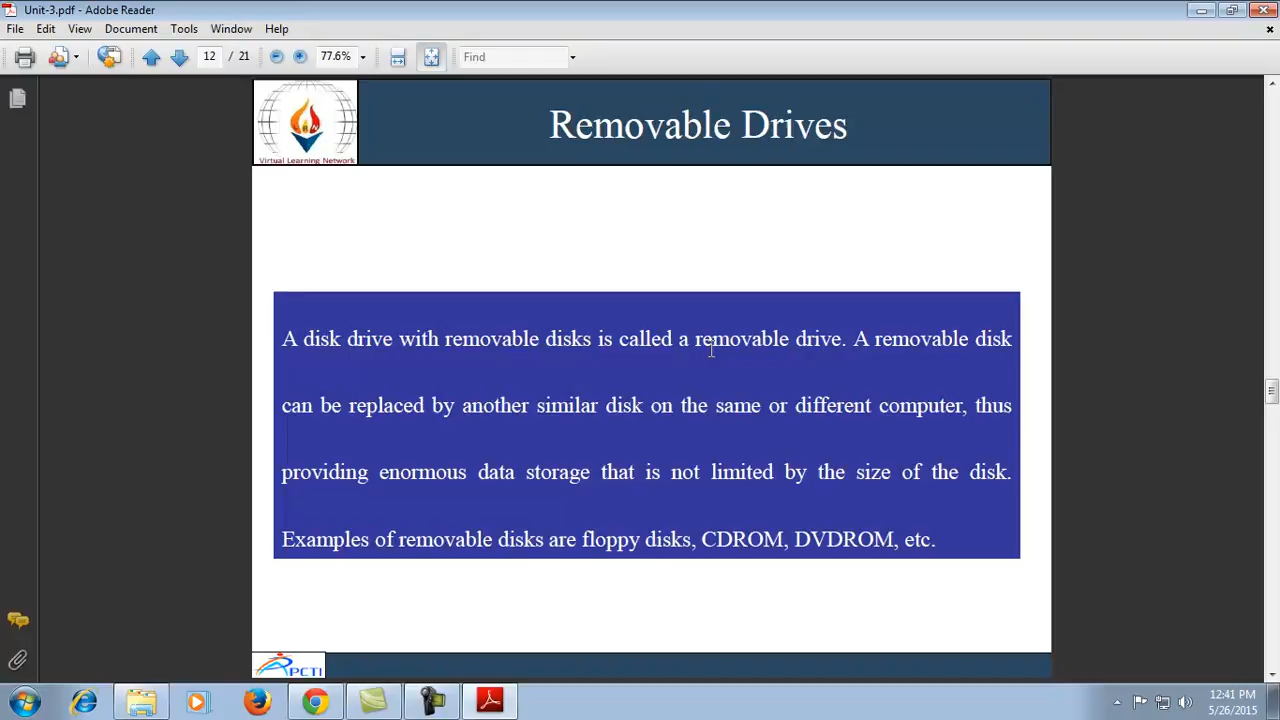 Unit-3.pdf - Adobe Reader
File Edit View Document Tools Window Help
12 / 21 77.6% Find
Removable Drives
Virtual Learning Network
A disk drive with removable disks is called a removable drive. A removable disk
can be replaced by another similar disk on the same or different computer, thus
providing enormous data storage that is not limited by the size of the disk.
Examples of removable disks are floppy disks, CDROM, DVDROM, etc.
PCTI
12:41 PM
5/26/2015